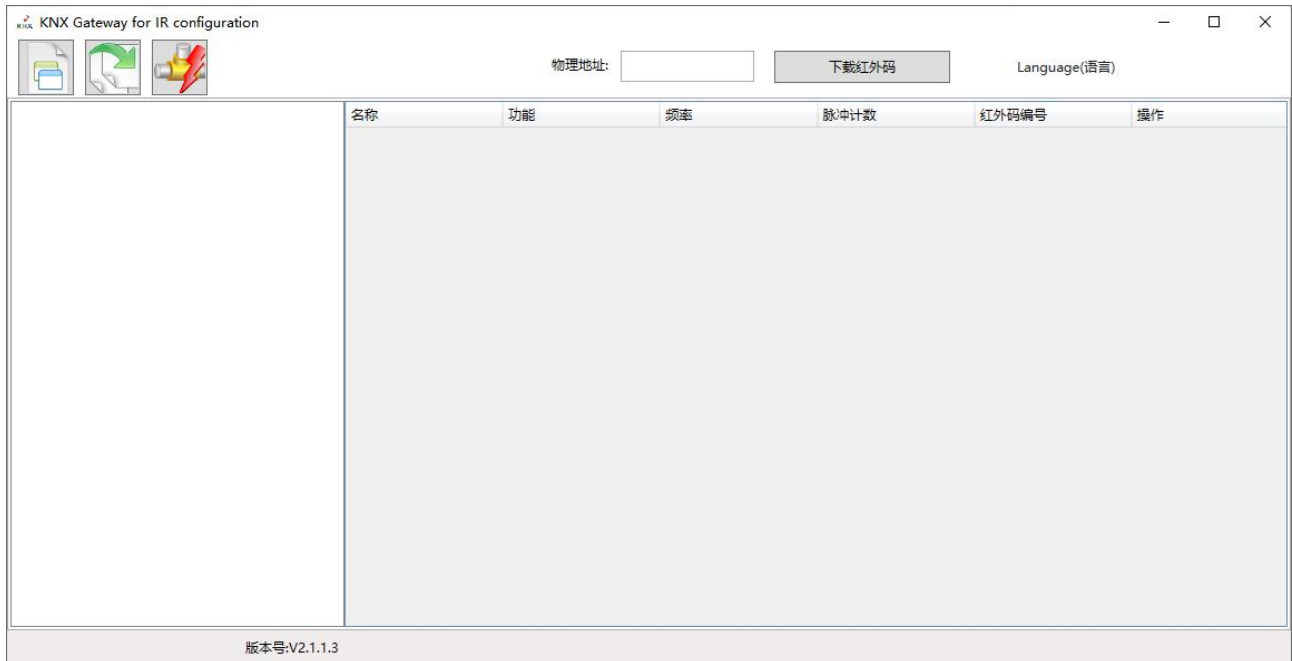 KNX KNX Gateway for IR configuration
物理地址: 下载红外码 Language(语言)
名称 功能 频率 脉冲计数 红外码编号 操作
版本号:V2.1.1.3